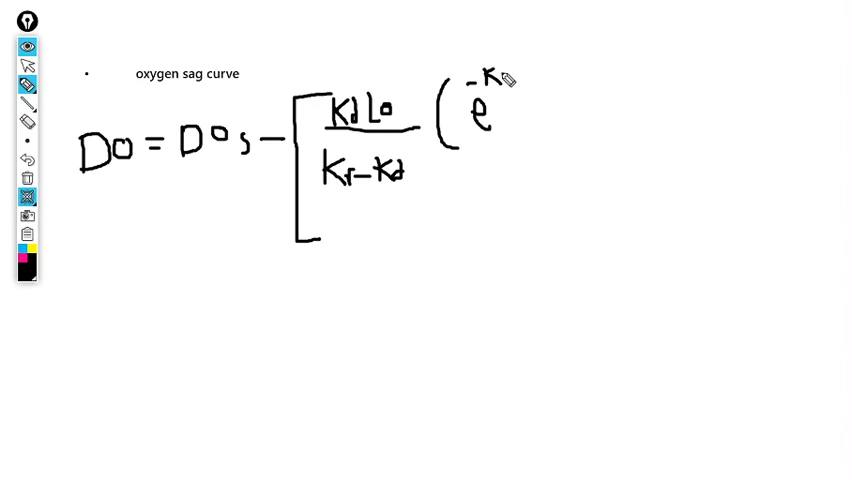 • oxygen sag curve
DO = DOs − [ KdLo / Kr − Kd ( e^-K